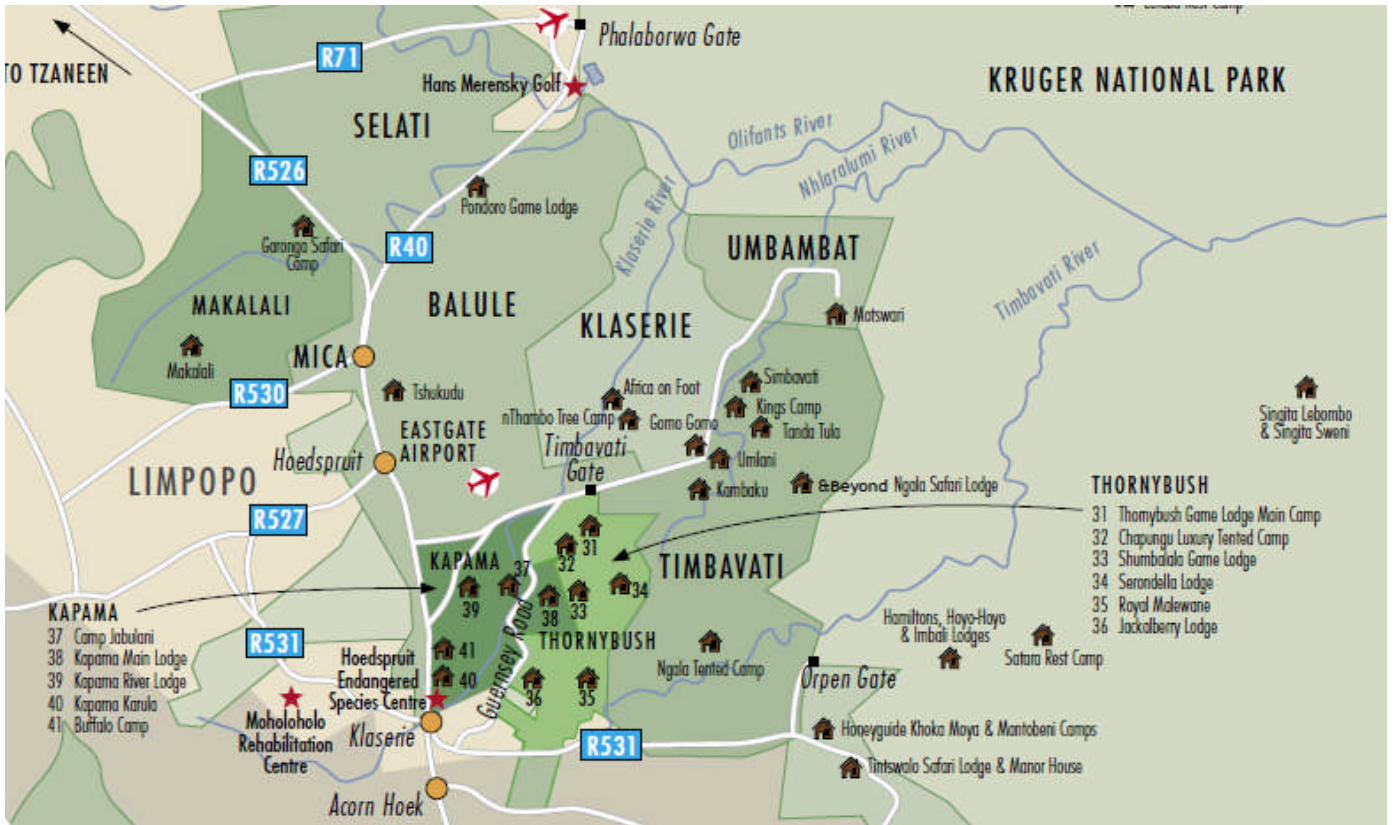 Phalaborwa Gate
R71
TO TZANEEN
Hans Merensky Golf
KRUGER NATIONAL PARK
SELATI
Olifants River
Nhlaralumi River
R526
Klaserie River
Pondoro Game Lodge
Garonga Safari
Camp
R40
UMBAMBAT
Timbavati River
MAKALALI
BALULE
KLASERIE
Motswari
MICA
Makalali
Tshukudu
R530
Africa on Foot
Simbavati
nThambo Tree Camp
Kings Camp
Gomo Gomo
Tanda Tula
Singita Lebombo
& Singita Sweni
EASTGATE
AIRPORT
Hoedspruit
Timbavati
Gate
Umlani
LIMPOPO
Kambaku
&Beyond Ngala Safari Lodge
R527
THORNYBUSH
31 Thornybush Game Lodge Main Camp
32 Chapungu Luxury Tented Camp
33 Shumbalala Game Lodge
34 Serondella Lodge
35 Royal Malewane
36 Jackalberry Lodge
31
32
KAPAMA
37
TIMBAVATI
39
38
33
34
KAPAMA
37 Camp Jabulani
38 Kapama Main Lodge
39 Kapama River Lodge
40 Kapama Karula
41 Buffalo Camp
R531
Guernsey Road
THORNYBUSH
Hamiltons, Hoyo-Hoyo
& Imbali Lodges
Satara Rest Camp
Ngala Tented Camp
Orpen Gate
41
40
36
35
Hoedspruit
Endangered
Species Centre
Moholoholo
Rehabilitation
Centre
Klaserie
R531
Honeyguide Khoka Moya & Mantobeni Camps
Tintswalo Safari Lodge & Manor House
Acorn Hoek